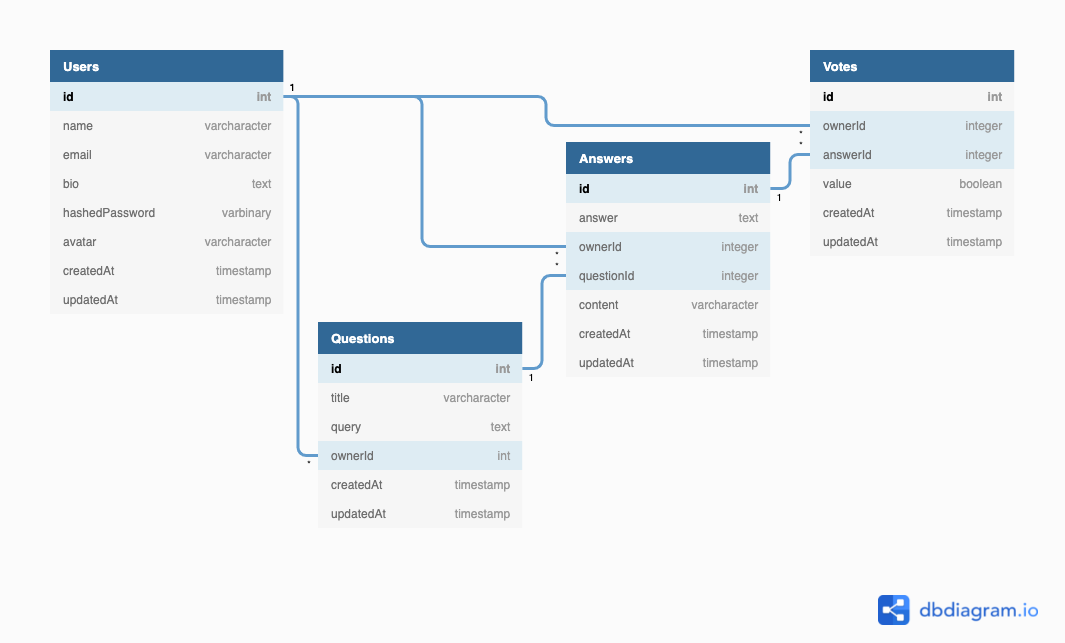 Users
id int
name varcharacter
email varcharacter
bio text
hashedPassword varbinary
avatar varcharacter
createdAt timestamp
updatedAt timestamp
1
Questions
id int
title varcharacter
query text
ownerId int
createdAt timestamp
updatedAt timestamp
1
*
Answers
id int
answer text
ownerId integer
questionId integer
content varcharacter
createdAt timestamp
updatedAt timestamp
1
*
*
Votes
id int
ownerId integer
answerId integer
value boolean
createdAt timestamp
updatedAt timestamp
*
*
dbdiagram.io